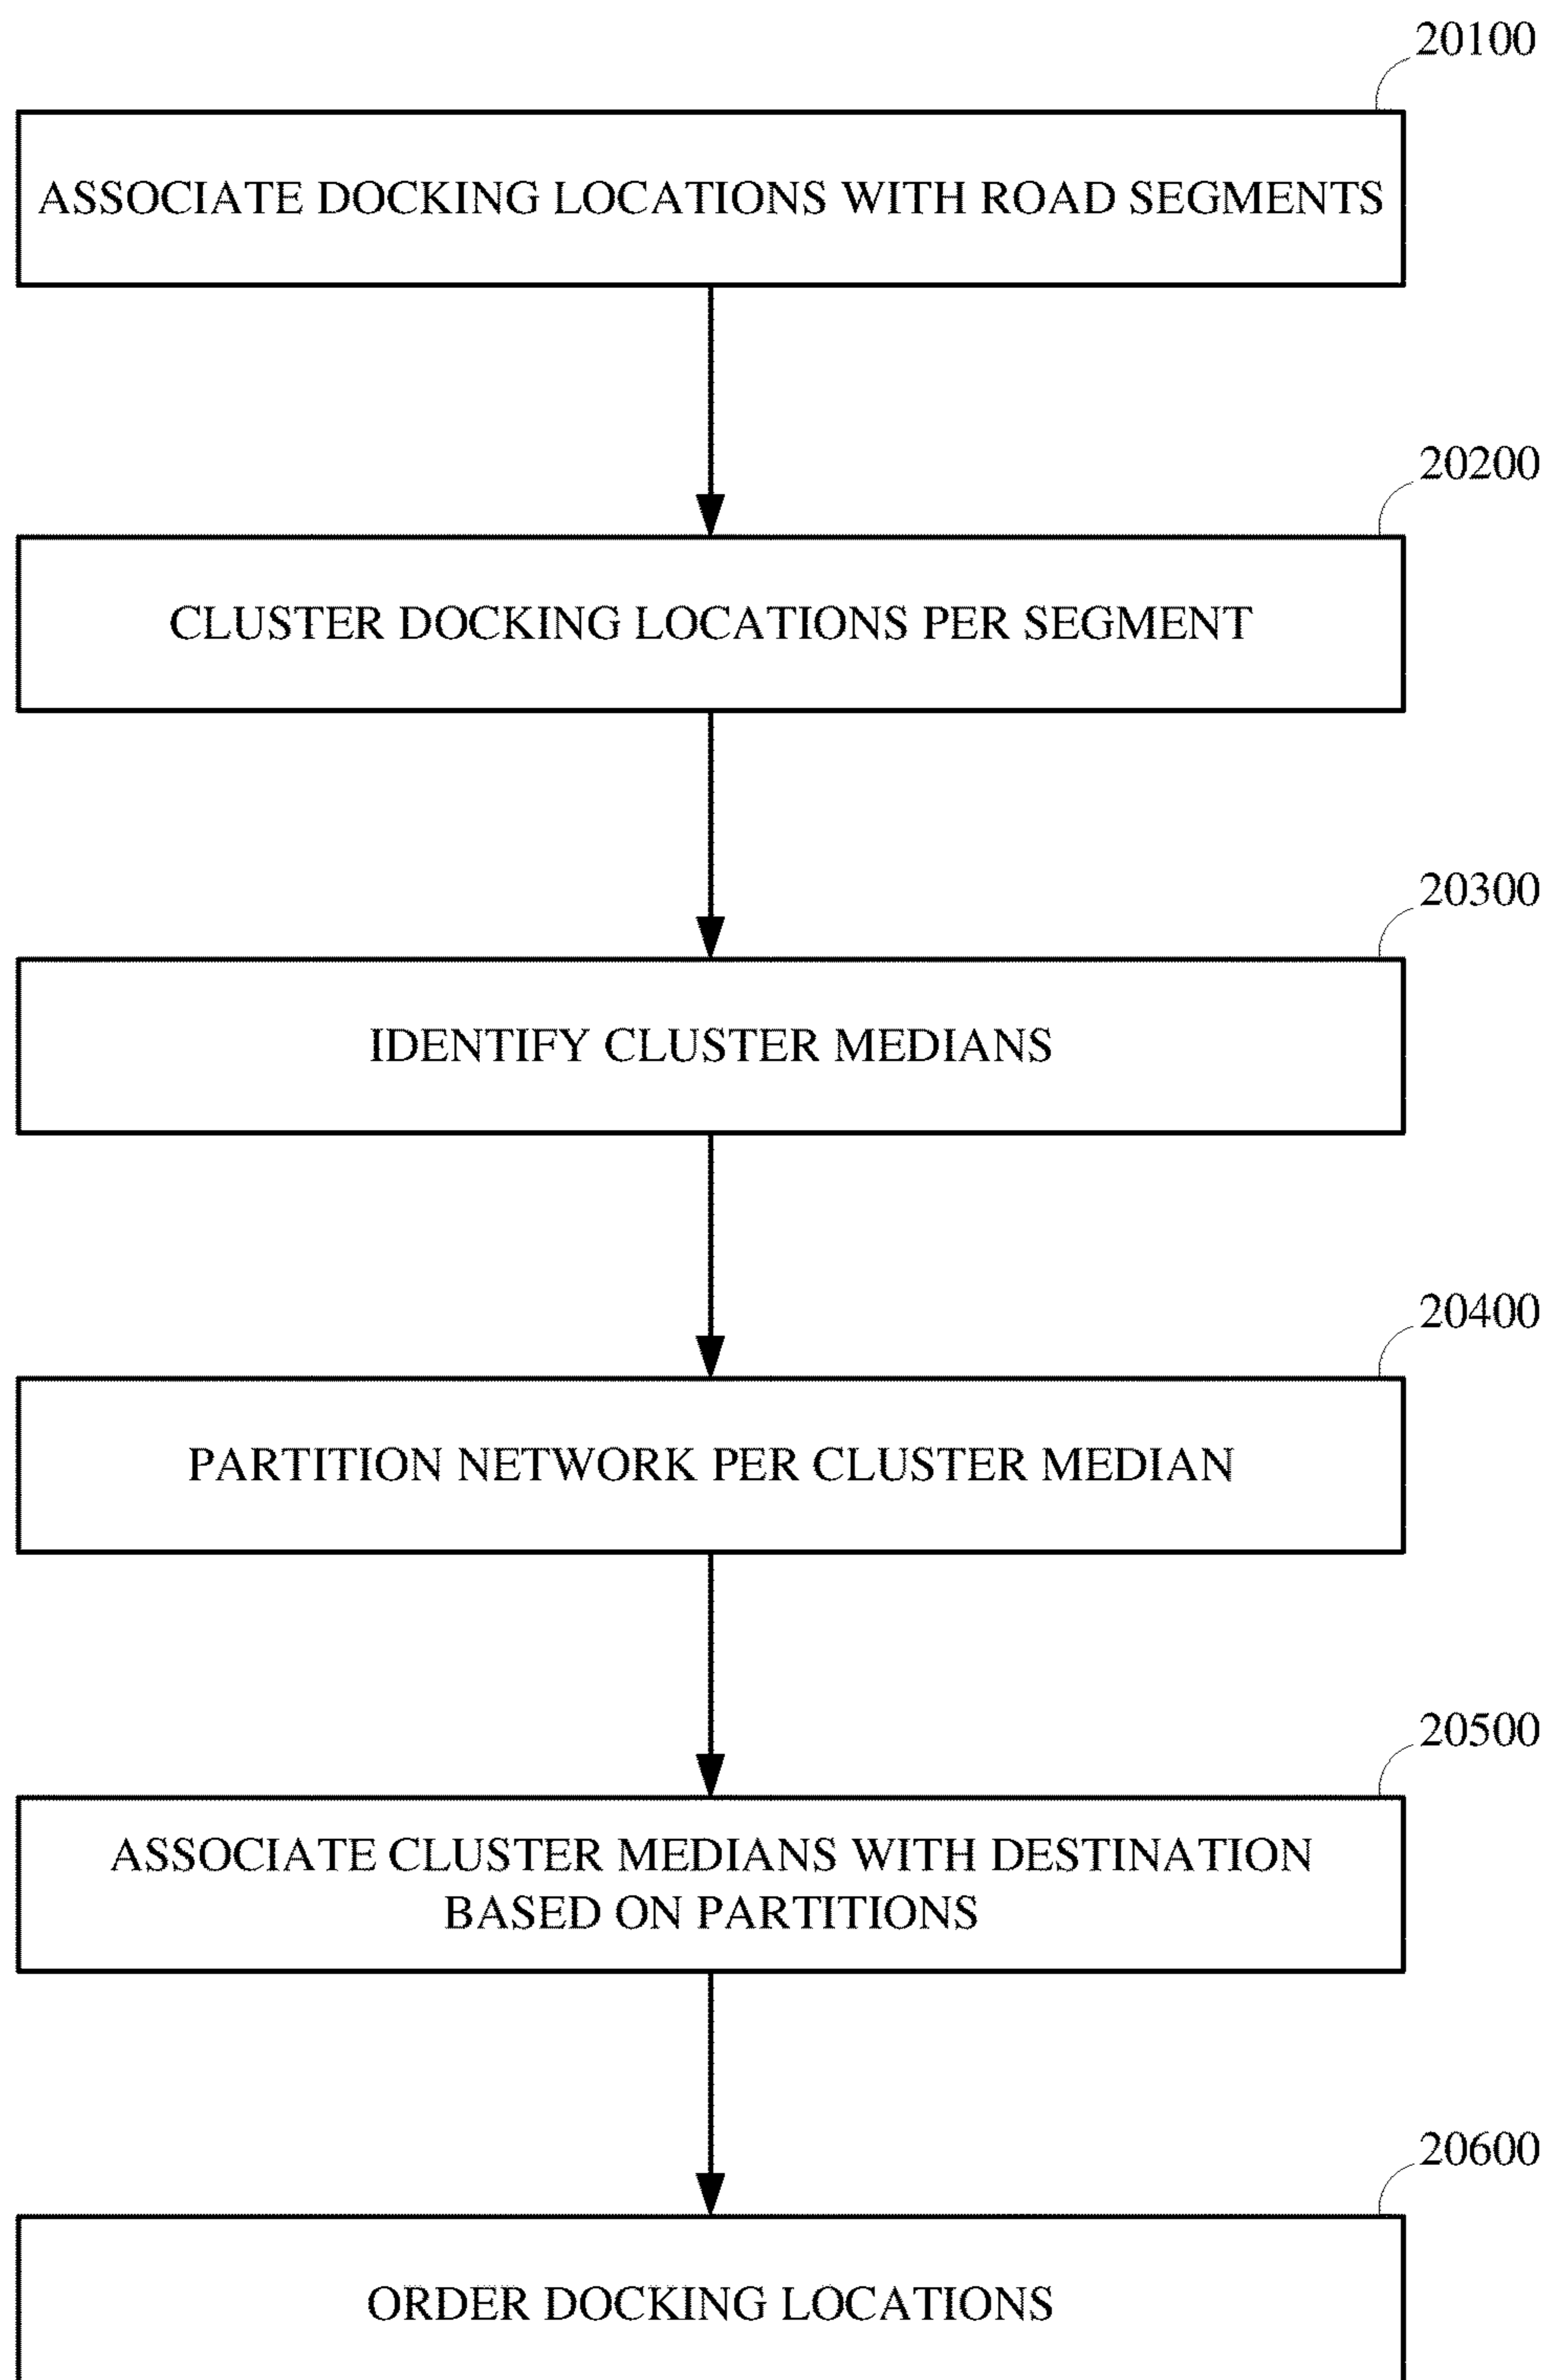 20100
ASSOCIATE DOCKING LOCATIONS WITH ROAD SEGMENTS
20200
CLUSTER DOCKING LOCATIONS PER SEGMENT
20300
IDENTIFY CLUSTER MEDIANS
20400
PARTITION NETWORK PER CLUSTER MEDIAN
20500
ASSOCIATE CLUSTER MEDIANS WITH DESTINATION
BASED ON PARTITIONS
20600
ORDER DOCKING LOCATIONS